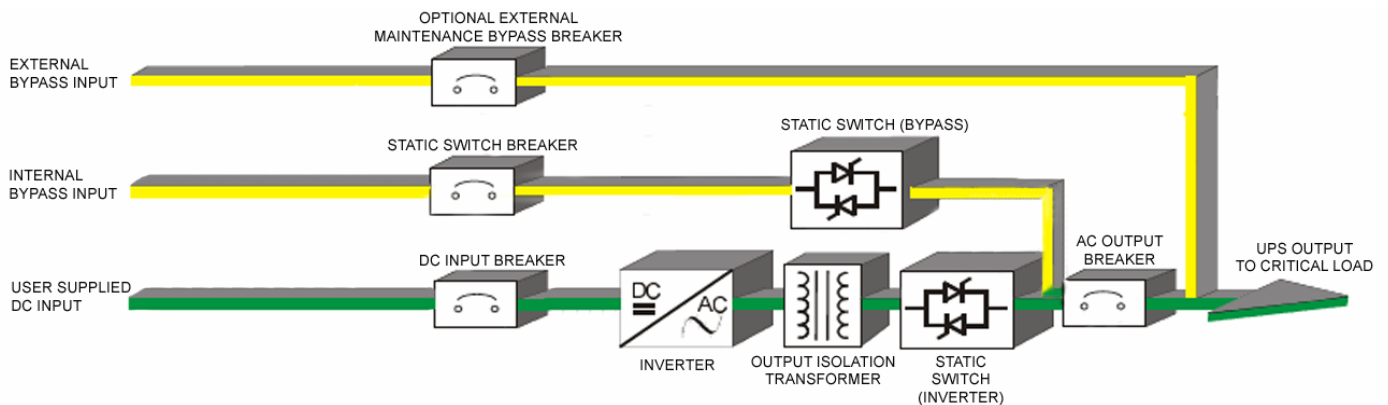 OPTIONAL EXTERNAL
MAINTENANCE BYPASS BREAKER
EXTERNAL
BYPASS INPUT
STATIC SWITCH (BYPASS)
STATIC SWITCH BREAKER
INTERNAL
BYPASS INPUT
AC OUTPUT
BREAKER
UPS OUTPUT
TO CRITICAL LOAD
DC INPUT BREAKER
USER SUPPLIED
DC INPUT
DC
AC
INVERTER
OUTPUT ISOLATION
TRANSFORMER
STATIC
SWITCH
(INVERTER)